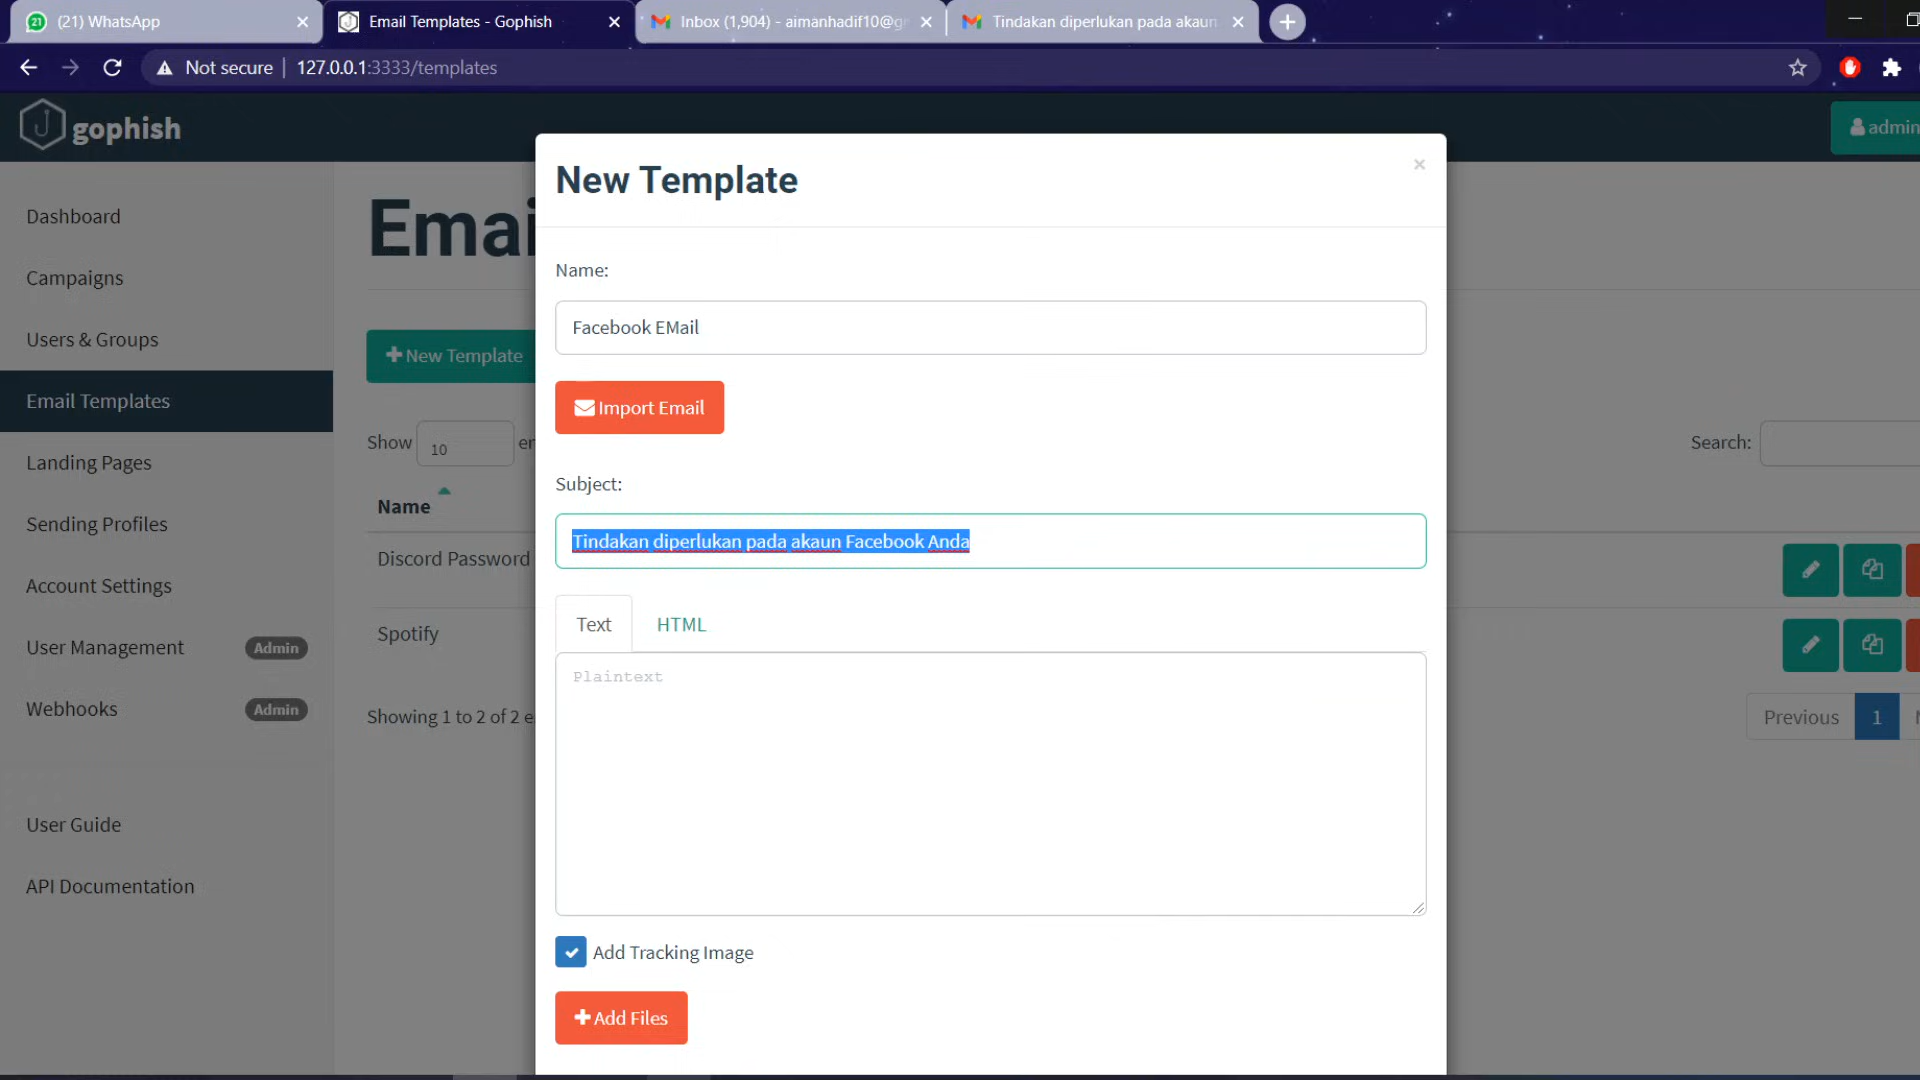 (21) WhatsApp
Email Templates - Gophish
Inbox (1,904) - aimanhadif10@g
Tindakan diperlukan pada akaun
Not secure
127.0.0.1:3333/templates
gophish
admin
Dashboard
Campaigns
Users & Groups
Email Templates
Landing Pages
Sending Profiles
Account Settings
User Management Admin
Webhooks Admin
User Guide
API Documentation
Emai
New Template
Show 10 en
Search:
Name
Discord Password
Spotify
Showing 1 to 2 of 2 e
Previous 1
New Template
×
Name:
Facebook EMail
Import Email
Subject:
Tindakan diperlukan pada akaun Facebook Anda
Text HTML
Plaintext
Add Tracking Image
Add Files